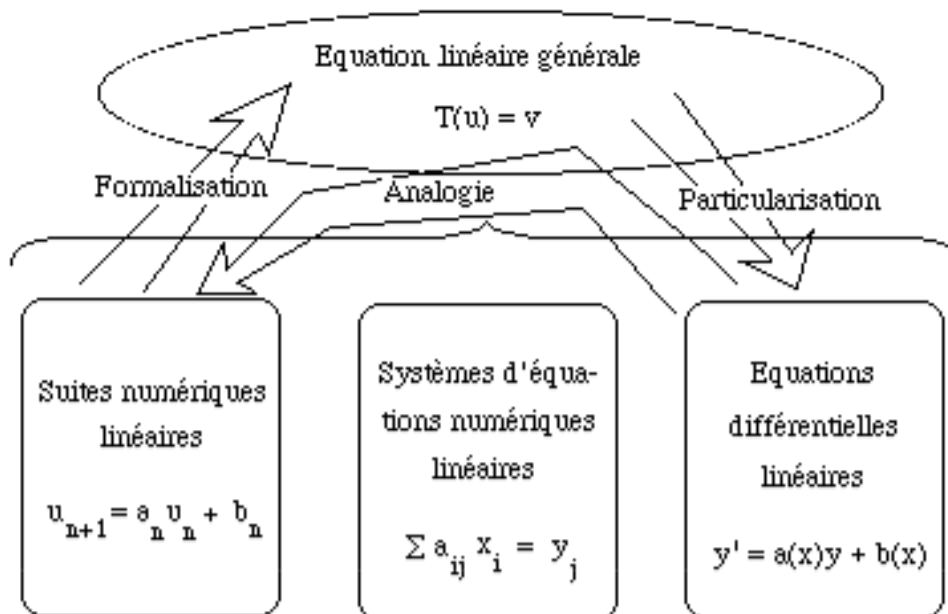 Equation linéaire générale
T(u) = v
Formalisation
Analogie
Particularisation
Suites numériques
linéaires
u_{n+1} = a_n u_n + b_n
Systèmes d'équa-
tions numériques
linéaires
Σ a_{ij} x_i = y_j
Equations
différentielles
linéaires
y' = a(x)y + b(x)